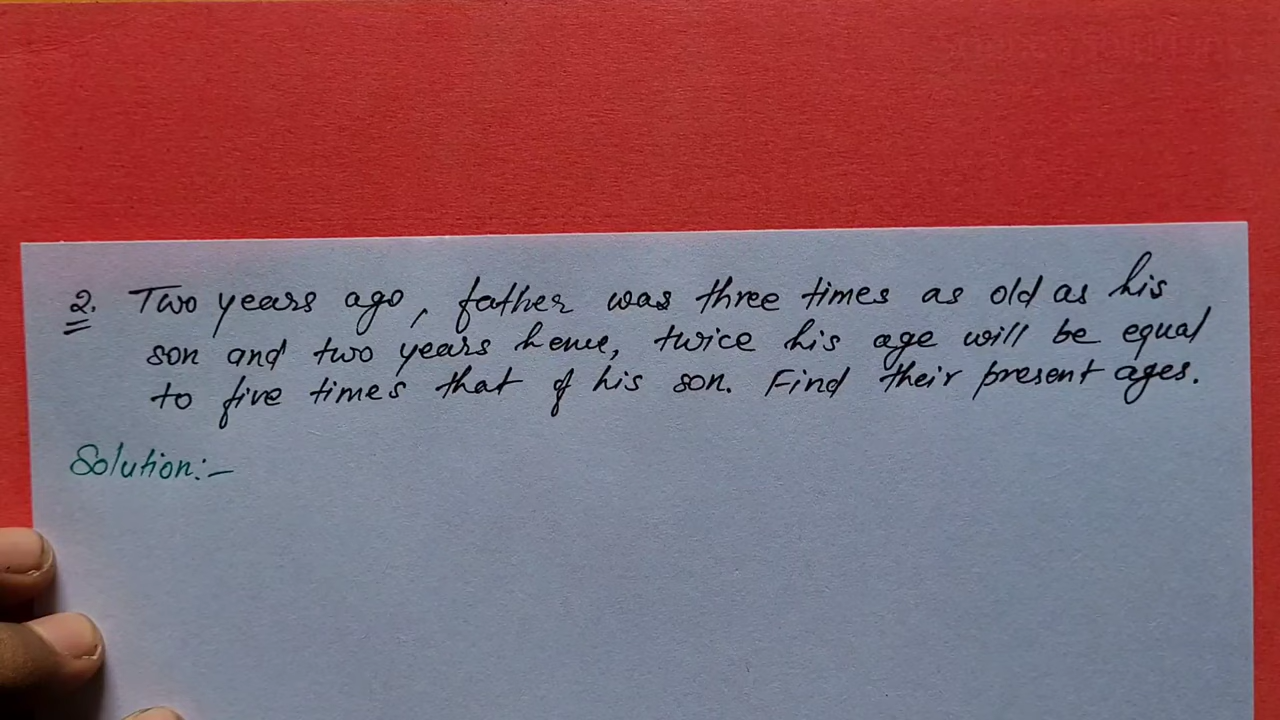 2. Two years ago, father was three times as old as his
son and two years hence, twice his age will be equal
to five times that of his son. Find their present ages.
Solution:-